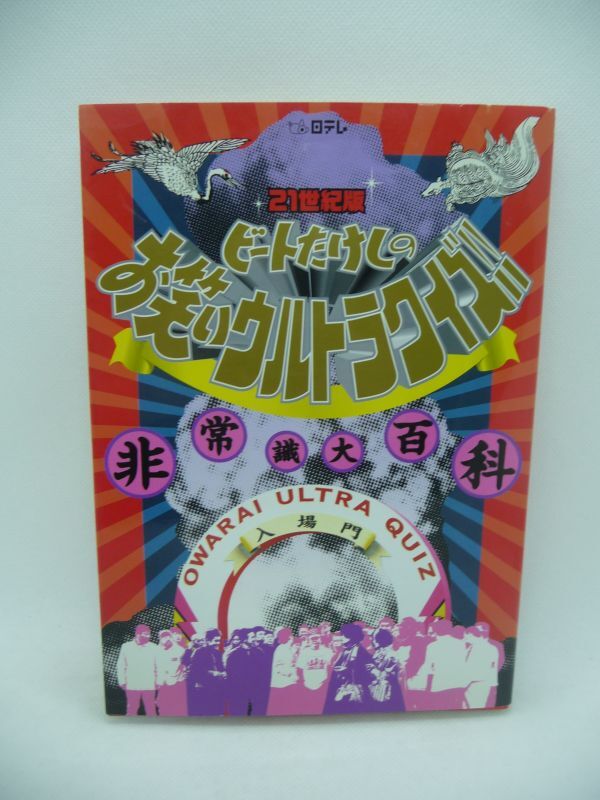 日テレ
21世紀版
ビートたけしの
お笑いウルトラクイズ!!
非常識大百科
OWARAI ULTRA QUIZ
入場門